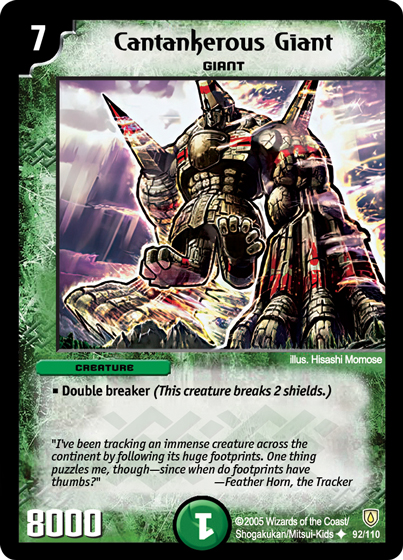 7
Cantankerous Giant
GIANT
illus. Hisashi Momose
CREATURE
▪ Double breaker (This creature breaks 2 shields.)
"I've been tracking an immense creature across the
continent by following its huge footprints. One thing
puzzles me, though—since when do footprints have
thumbs?" —Feather Horn, the Tracker
8000
1
©2005 Wizards of the Coast/
Shogakukan/Mitsui-Kids ✦ 92/110